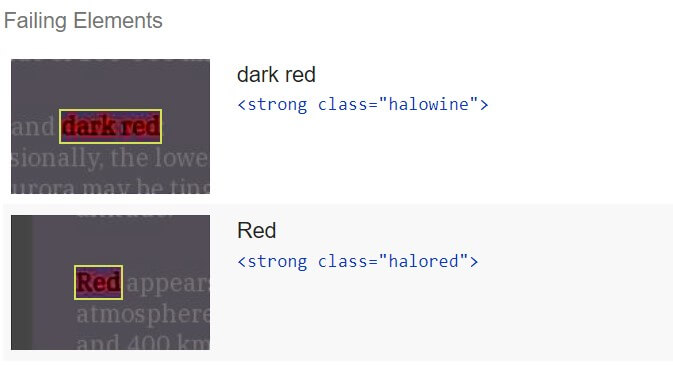 Failing Elements
dark red
<strong class="halowine">
and dark red
sionally, the lowe
urora may be ting
Red
<strong class="halored">
Red appears
atmosphere
and 400 km